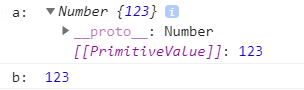 a: ▼Number {123} i
▶__proto__: Number
[[PrimitiveValue]]: 123
b: 123